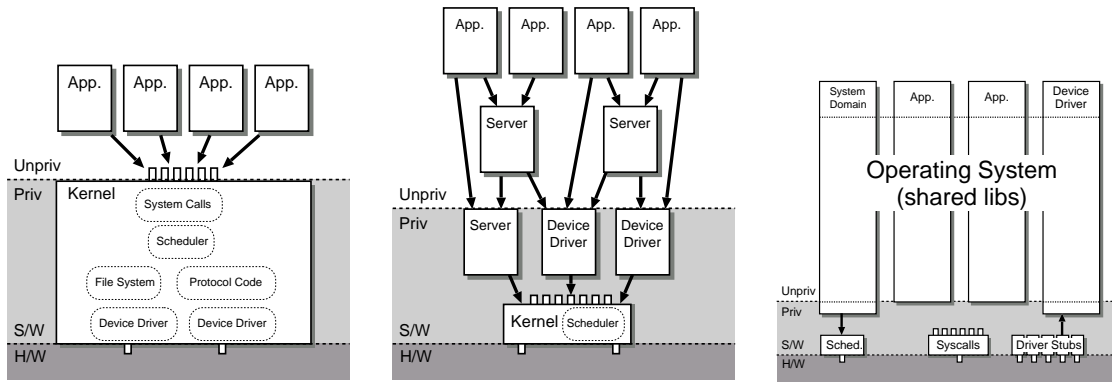 App.
App.
App.
App.
Unpriv
Priv
Kernel
System Calls
Scheduler
File System
Protocol Code
Device Driver
Device Driver
S/W
H/W
App.
App.
App.
App.
Server
Server
Unpriv
Priv
Server
Device
Driver
Device
Driver
Kernel
Scheduler
S/W
H/W
System
Domain
App.
App.
Device
Driver
Operating System
(shared libs)
Unpriv
Priv
S/W
H/W
Sched.
Syscalls
Driver Stubs